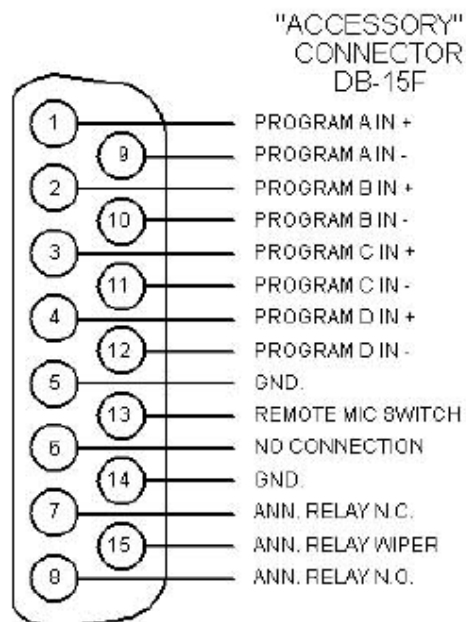 "ACCESSORY"
CONNECTOR
DB-15F
1 PROGRAM A IN +
9 PROGRAM A IN -
2 PROGRAM B IN +
10 PROGRAM B IN -
3 PROGRAM C IN +
11 PROGRAM C IN -
4 PROGRAM D IN +
12 PROGRAM D IN -
5 GND.
13 REMOTE MIC SWITCH
6 NO CONNECTION
14 GND.
7 ANN. RELAY N.C.
15 ANN. RELAY WIPER
8 ANN. RELAY N.O.